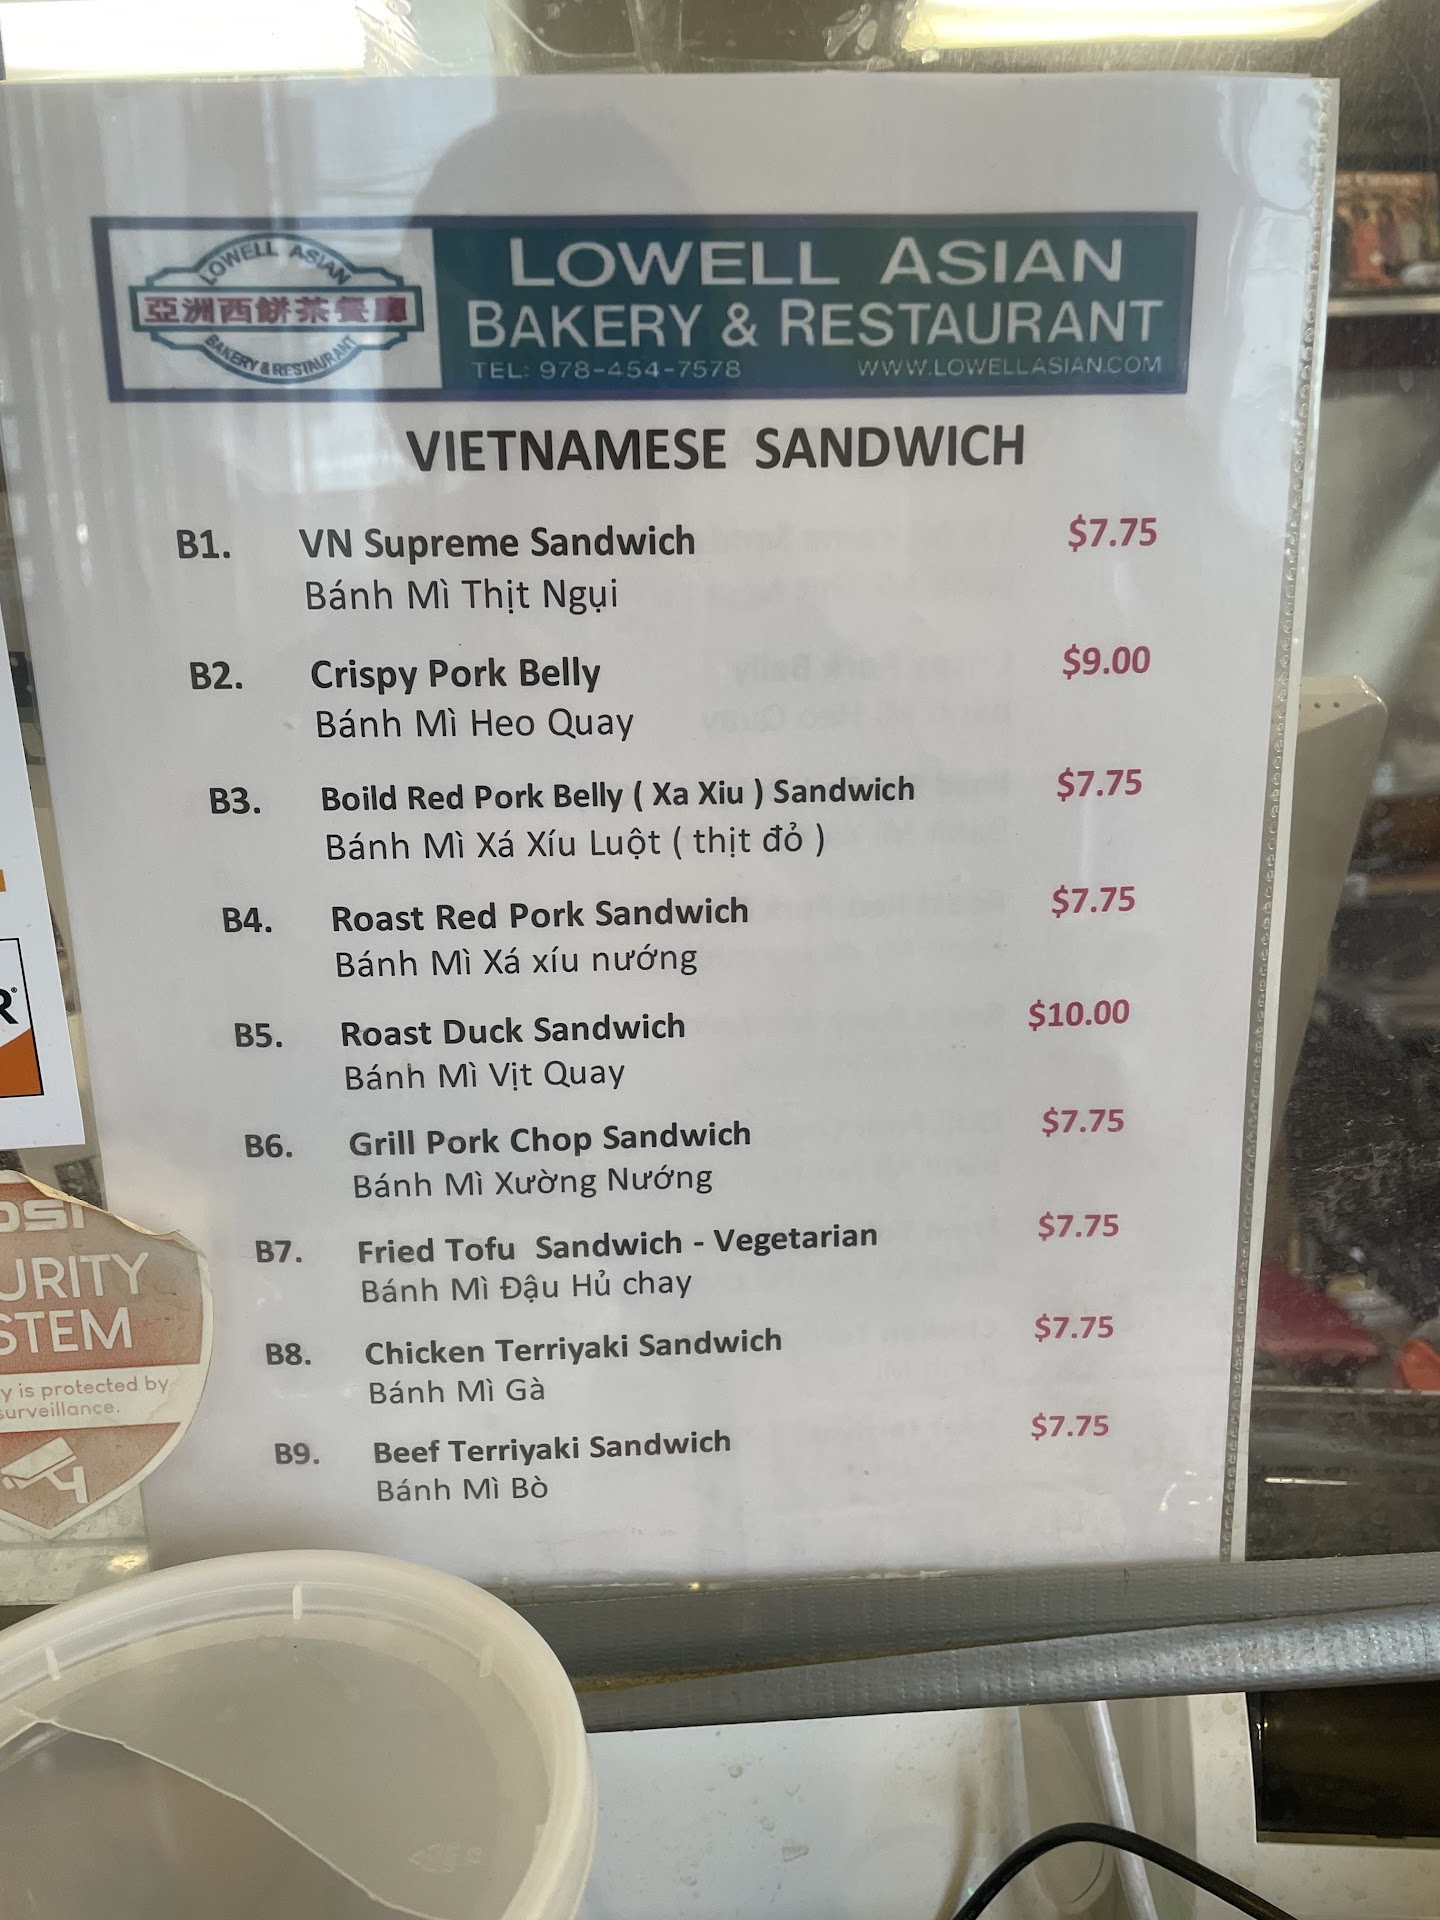 LOWELL ASIAN
亞洲西餅茶餐廳
BAKERY & RESTAURANT
LOWELL ASIAN
BAKERY & RESTAURANT
TEL: 978-454-7578 WWW.LOWELLASIAN.COM
VIETNAMESE SANDWICH
B1. VN Supreme Sandwich $7.75
Bánh Mì Thịt Ngụi
B2. Crispy Pork Belly $9.00
Bánh Mì Heo Quay
B3. Boild Red Pork Belly ( Xa Xiu ) Sandwich $7.75
Bánh Mì Xá Xíu Luột ( thịt đỏ )
B4. Roast Red Pork Sandwich $7.75
Bánh Mì Xá xíu nướng
B5. Roast Duck Sandwich $10.00
Bánh Mì Vịt Quay
B6. Grill Pork Chop Sandwich $7.75
Bánh Mì Xường Nướng
B7. Fried Tofu Sandwich - Vegetarian $7.75
Bánh Mì Đậu Hủ chay
B8. Chicken Terriyaki Sandwich $7.75
Bánh Mì Gà
B9. Beef Terriyaki Sandwich $7.75
Bánh Mì Bò
R
URITY
STEM
y is protected by
surveillance.